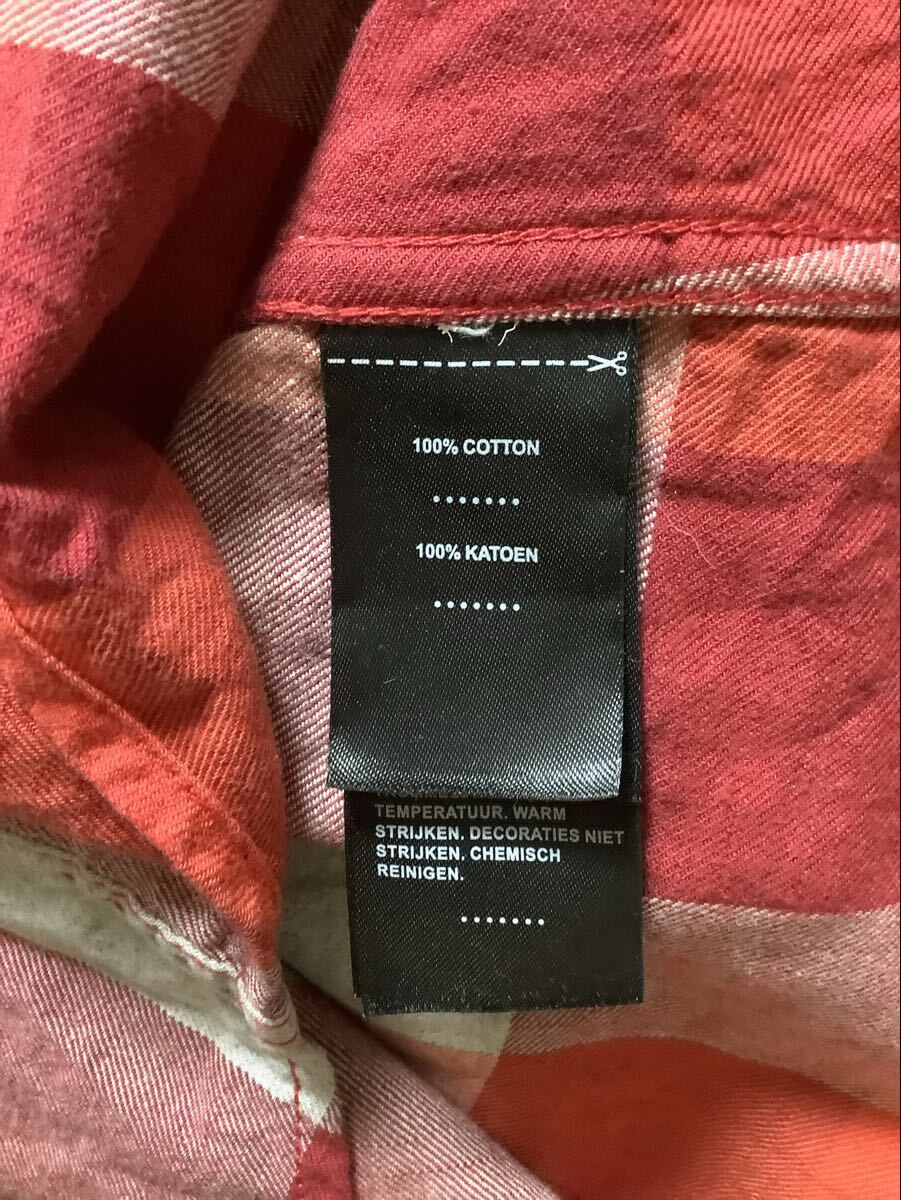 100% COTTON
.......
100% KATOEN
.......
TEMPERATUUR. WARM
STRIJKEN. DECORATIES NIET
STRIJKEN. CHEMISCH
REINIGEN.
.......